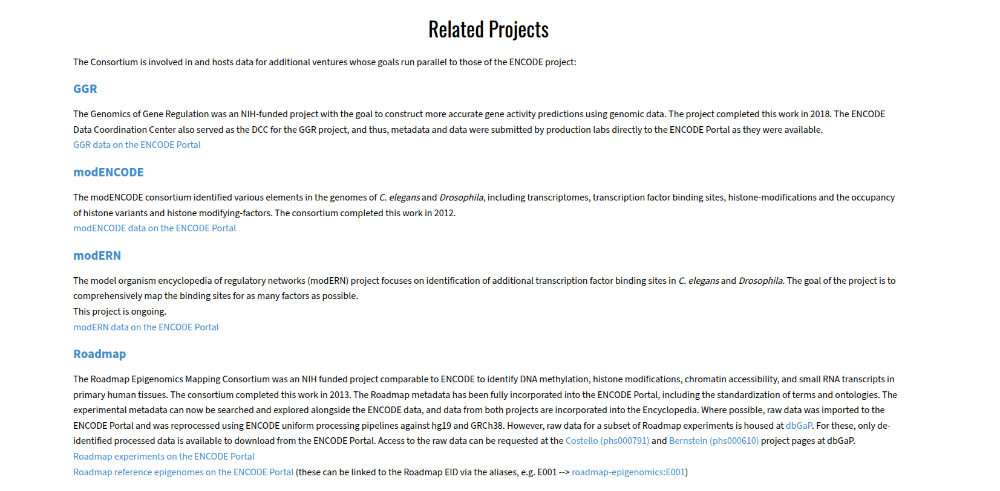 Related Projects
The Consortium is involved in and hosts data for additional ventures whose goals run parallel to those of the ENCODE project:
GGR
The Genomics of Gene Regulation was an NIH-funded project with the goal to construct more accurate gene activity predictions using genomic data. The project completed this work in 2018. The ENCODE
Data Coordination Center also served as the DCC for the GGR project, and thus, metadata and data were submitted by production labs directly to the ENCODE Portal as they were available.
GGR data on the ENCODE Portal
modENCODE
The modENCODE consortium identified various elements in the genomes of C. elegans and Drosophila, including transcriptomes, transcription factor binding sites, histone-modifications and the occupancy
of histone variants and histone modifying-factors. The consortium completed this work in 2012.
modENCODE data on the ENCODE Portal
modERN
The model organism encyclopedia of regulatory networks (modERN) project focuses on identification of additional transcription factor binding sites in C. elegans and Drosophila. The goal of the project is to
comprehensively map the binding sites for as many factors as possible.
This project is ongoing.
modERN data on the ENCODE Portal
Roadmap
The Roadmap Epigenomics Mapping Consortium was an NIH funded project comparable to ENCODE to identify DNA methylation, histone modifications, chromatin accessibility, and small RNA transcripts in
primary human tissues. The consortium completed this work in 2013. The Roadmap metadata has been fully incorporated into the ENCODE Portal, including the standardization of terms and ontologies. The
experimental metadata can now be searched and explored alongside the ENCODE data, and data from both projects are incorporated into the Encyclopedia. Where possible, raw data was imported to the
ENCODE Portal and was reprocessed using ENCODE uniform processing pipelines against hg19 and GRCh38. However, raw data for a subset of Roadmap experiments is housed at dbGaP. For these, only de-
identified processed data is available to download from the ENCODE Portal. Access to the raw data can be requested at the Costello (phs000791) and Bernstein (phs000610) project pages at dbGaP.
Roadmap experiments on the ENCODE Portal
Roadmap reference epigenomes on the ENCODE Portal (these can be linked to the Roadmap EID via the aliases, e.g. E001 --> roadmap-epigenomics:E001)